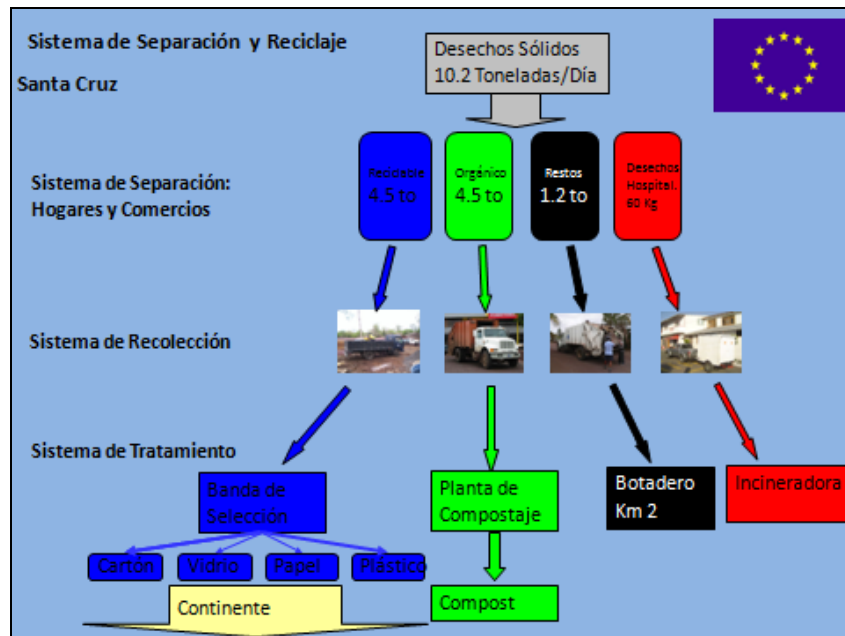 Sistema de Separación y Reciclaje
Santa Cruz
Desechos Sólidos
10.2 Toneladas/Día
Sistema de Separación:
Hogares y Comercios
Reciclable
4.5 to
Orgánico
4.5 to
Restos
1.2 to
Desechos
Hospital.
60 Kg
Sistema de Recolección
Sistema de Tratamiento
Banda de
Selección
Planta de
Compostaje
Botadero
Km 2
Incineradora
Cartón
Vidrio
Papel
Plástico
Continente
Compost